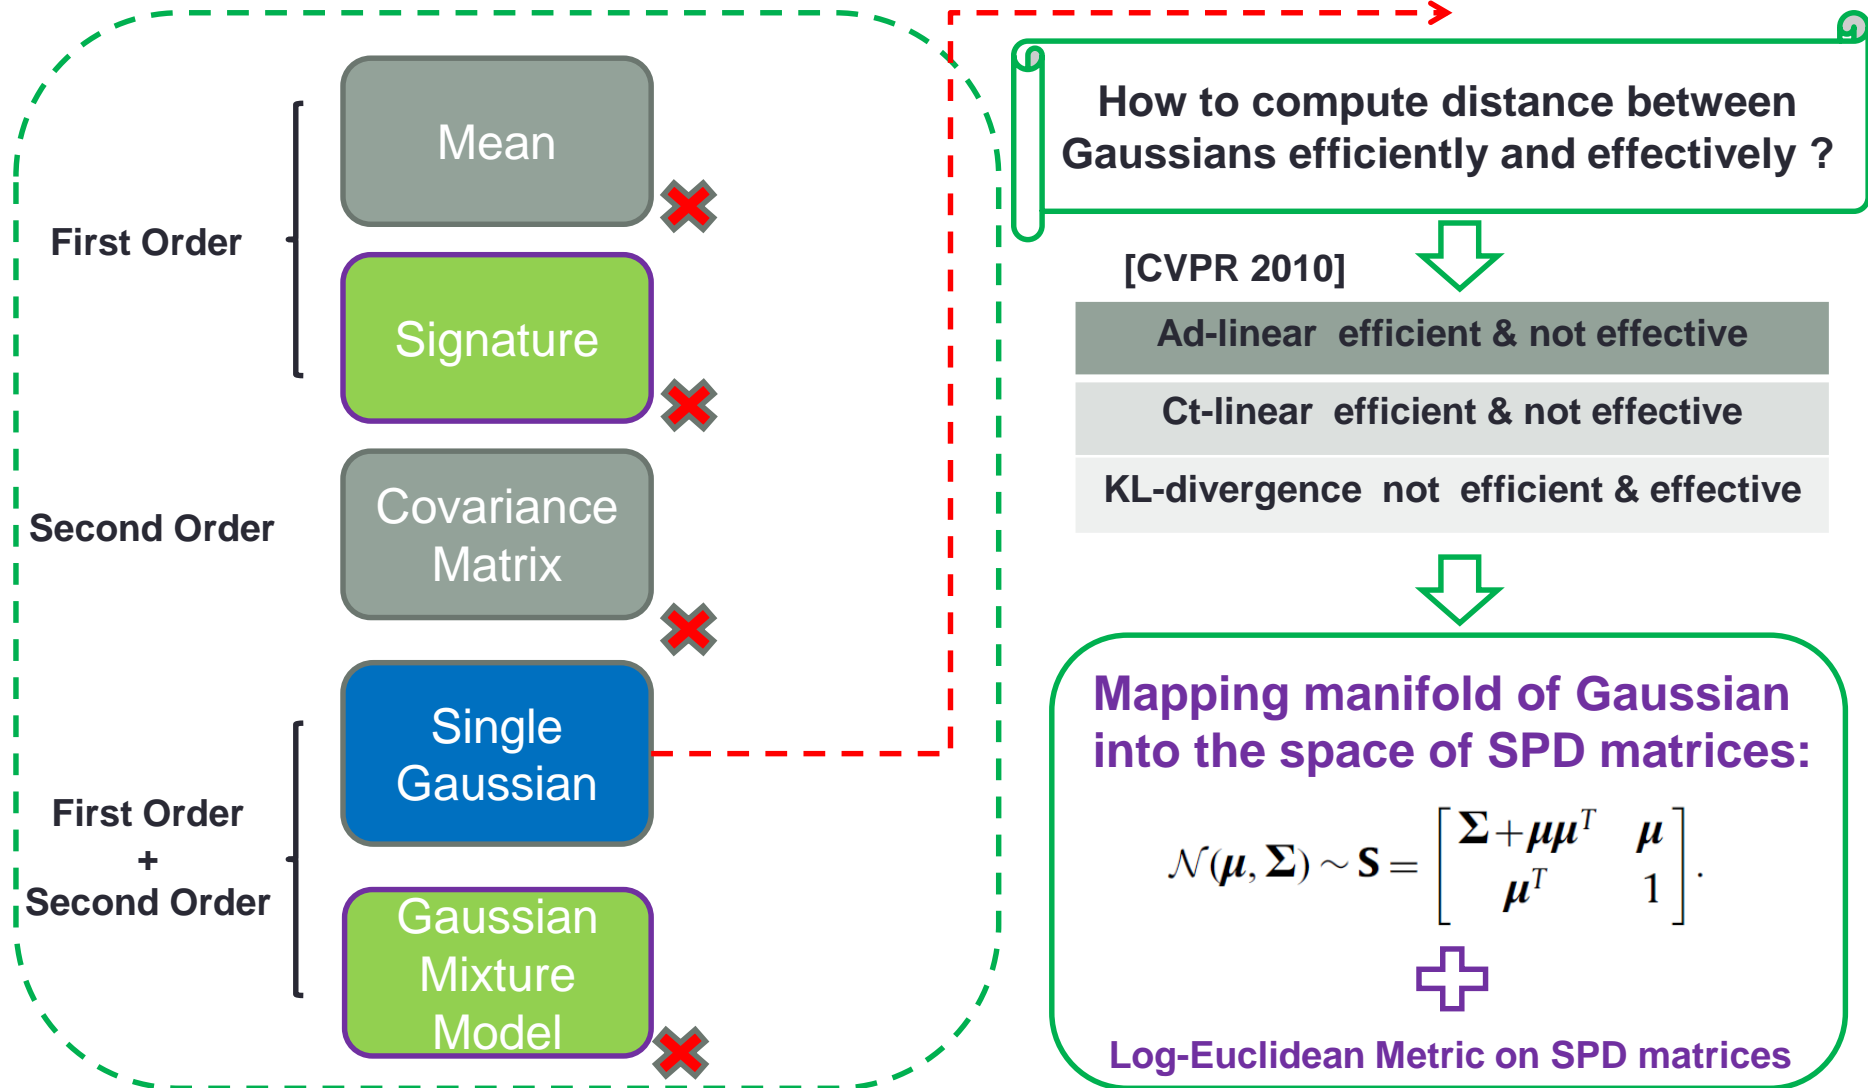 First Order
Mean
Signature
Second Order
Covariance
Matrix
First Order
+
Second Order
Single
Gaussian
Gaussian
Mixture
Model
How to compute distance between
Gaussians efficiently and effectively ?
[CVPR 2010]
Ad-linear efficient & not effective
Ct-linear efficient & not effective
KL-divergence not efficient & effective
Mapping manifold of Gaussian
into the space of SPD matrices:
𝒩(μ, Σ) ∼ S = [ Σ+μμᵀ μ
μᵀ 1 ].
Log-Euclidean Metric on SPD matrices